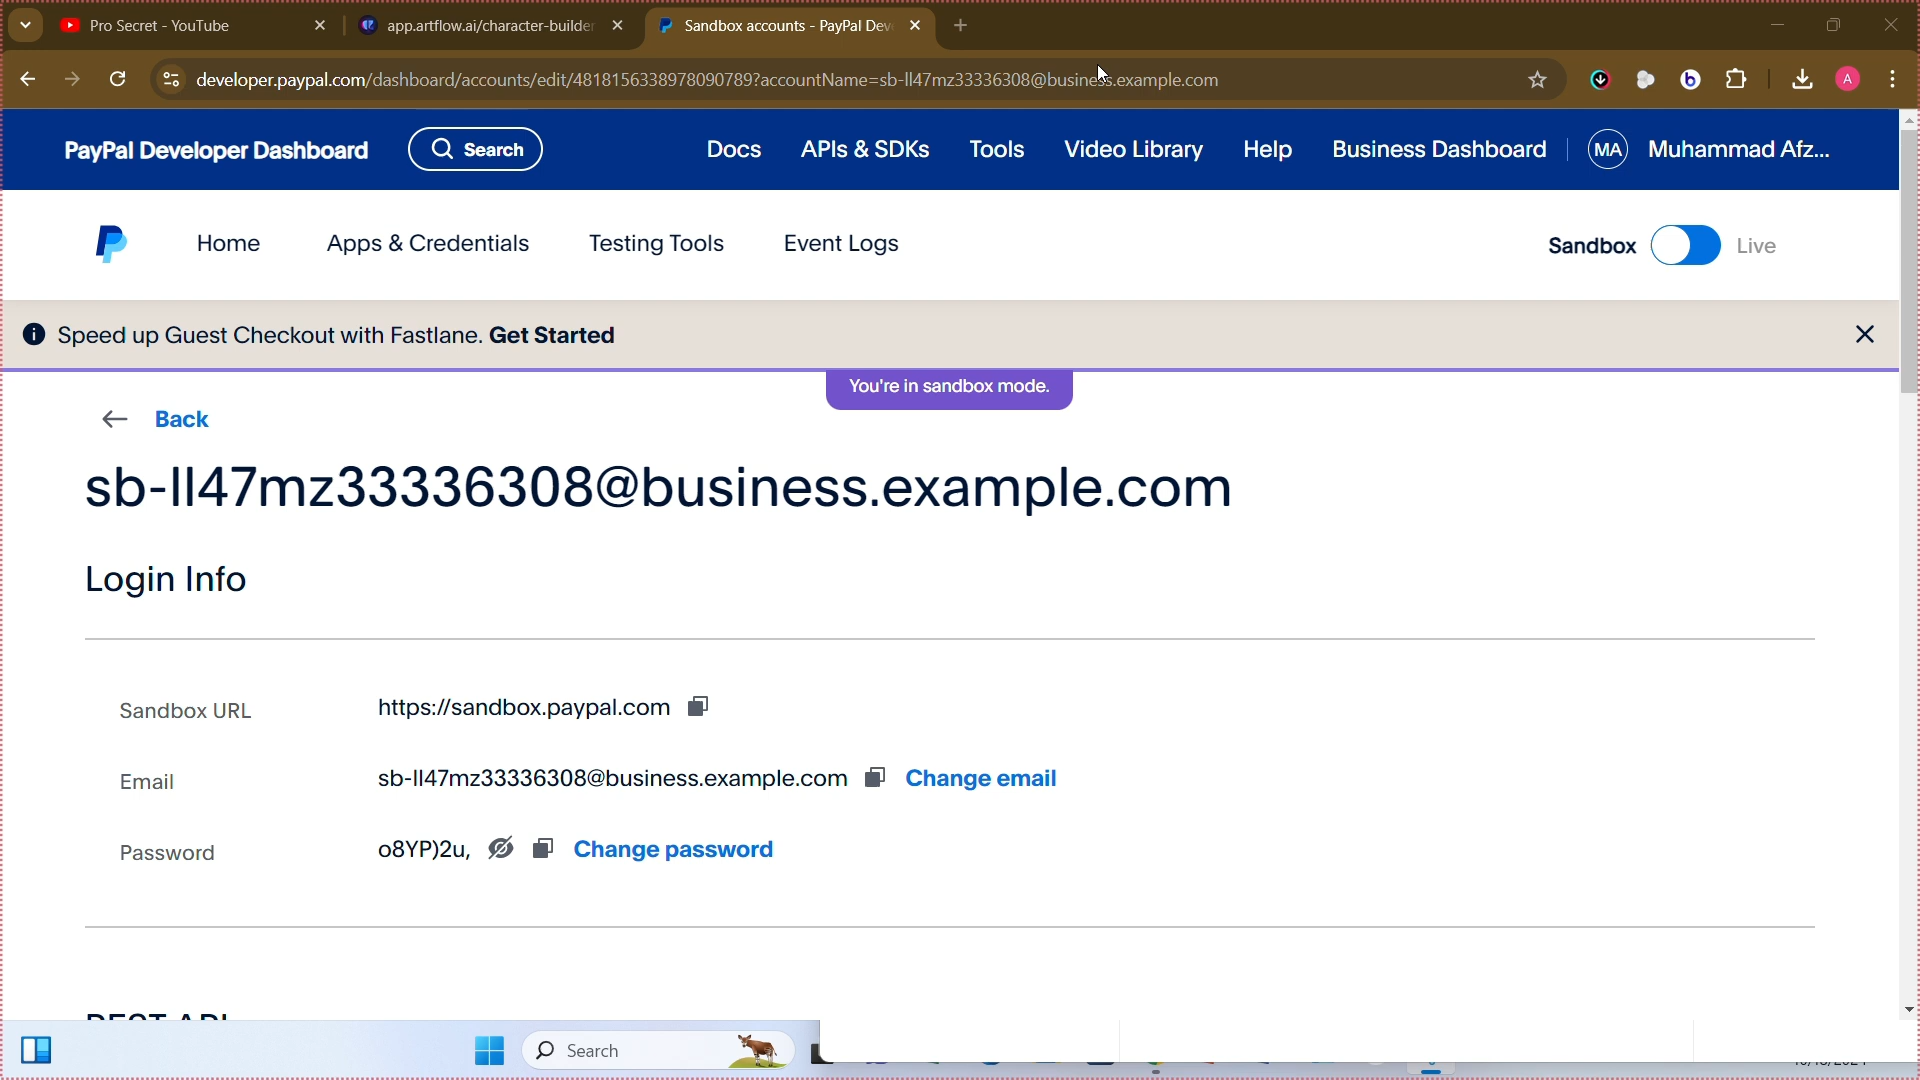 Pro Secret - YouTube
app.artflow.ai/character-builder
Sandbox accounts - PayPal Dev
developer.paypal.com/dashboard/accounts/edit/4818156338978090789?accountName=sb-ll47mz33336308@business.example.com
A
PayPal Developer Dashboard
Search
Docs
APIs & SDKs
Tools
Video Library
Help
Business Dashboard
MA
Muhammad Afz...
Home
Apps & Credentials
Testing Tools
Event Logs
Sandbox
Live
Speed up Guest Checkout with Fastlane. Get Started
You're in sandbox mode.
Back
sb-ll47mz33336308@business.example.com
Login Info
Sandbox URL
https://sandbox.paypal.com
Email
sb-ll47mz33336308@business.example.com
Change email
Password
o8YP)2u,
Change password
REST API
Search